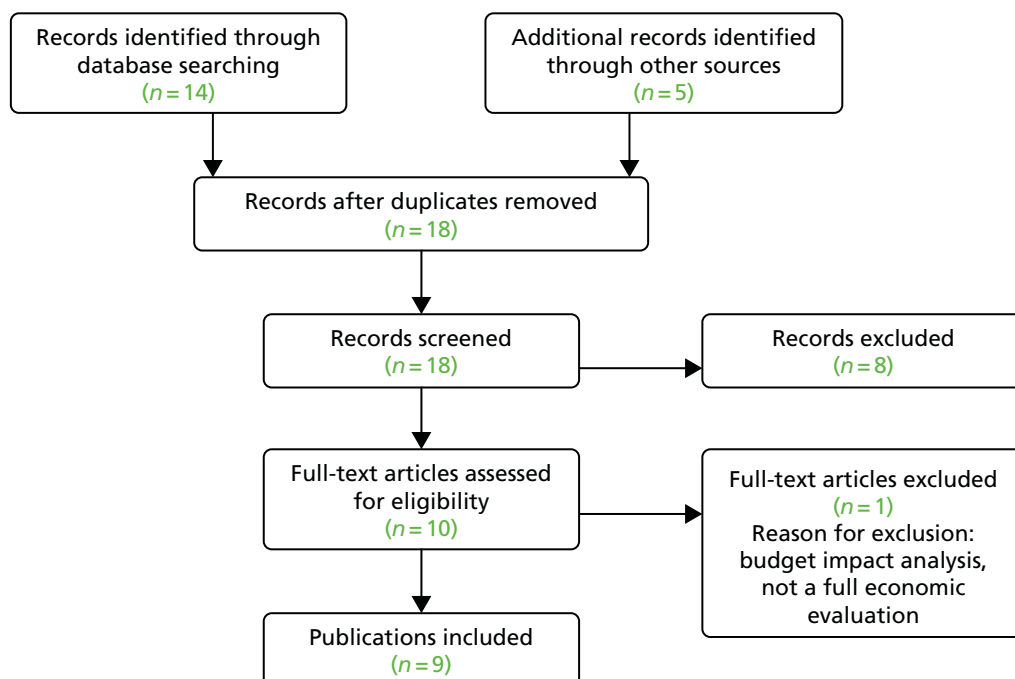 Records identified through
database searching
(n = 14)
Additional records identified
through other sources
(n = 5)
Records after duplicates removed
(n = 18)
Records screened
(n = 18)
Records excluded
(n = 8)
Full-text articles assessed
for eligibility
(n = 10)
Full-text articles excluded
(n = 1)
Reason for exclusion:
budget impact analysis,
not a full economic
evaluation
Publications included
(n = 9)